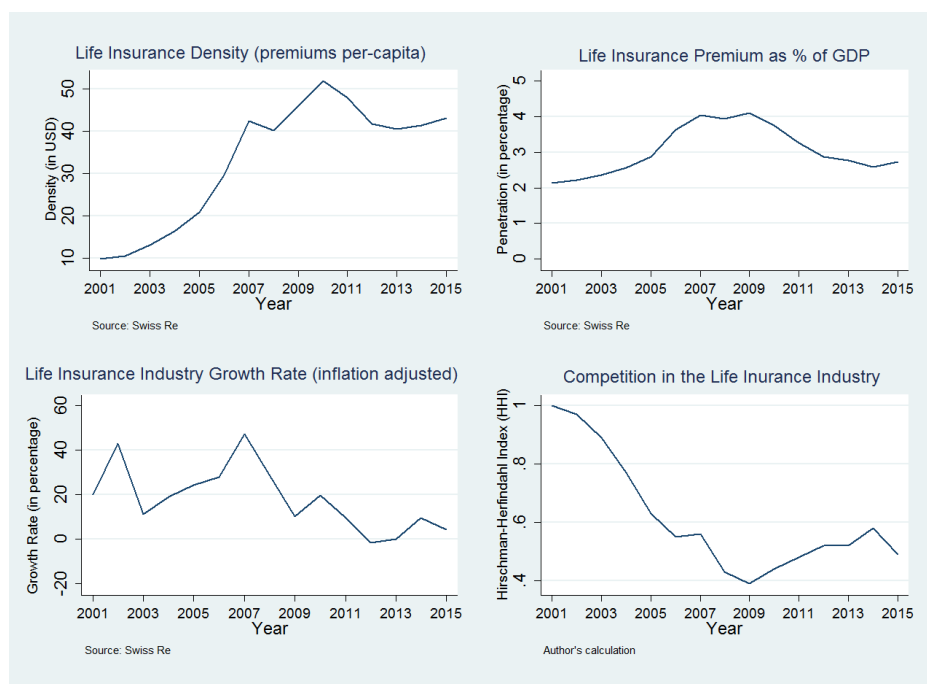 Life Insurance Density (premiums per-capita)
Density (in USD)
50
40
30
20
10
2001 2003 2005 2007 2009 2011 2013 2015
Year
Source: Swiss Re
Life Insurance Premium as % of GDP
Penetration (in percentage)
5
4
3
2
1
0
2001 2003 2005 2007 2009 2011 2013 2015
Year
Source: Swiss Re
Life Insurance Industry Growth Rate (inflation adjusted)
Growth Rate (in percentage)
60
40
20
0
-20
2001 2003 2005 2007 2009 2011 2013 2015
Year
Source: Swiss Re
Competition in the Life Inurance Industry
Hirschman-Herfindahl Index (HHI)
1
.8
.6
.4
2001 2003 2005 2007 2009 2011 2013 2015
Year
Author's calculation